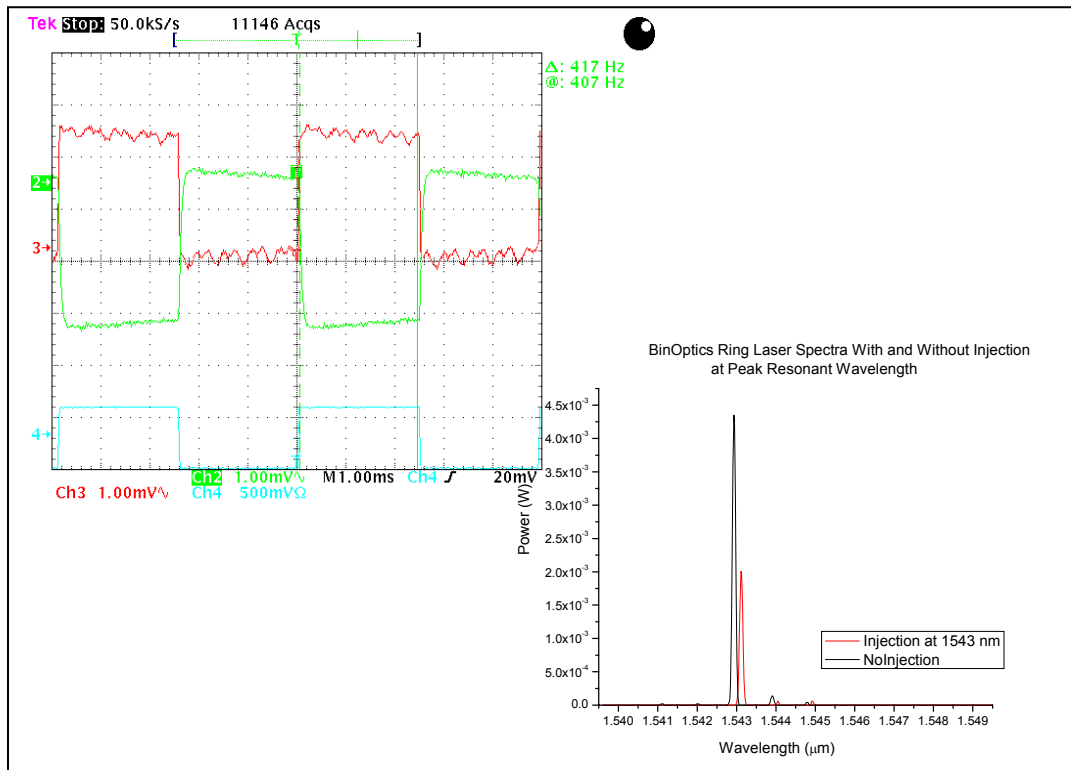 Tek Stop: 50.0kS/s 11146 Acqs
Δ: 417 Hz
@: 407 Hz
2→
3→
4→
Ch2 1.00mV∿ M1.00ms Ch4 ƒ 20mV
Ch3 1.00mV∿ Ch4 500mVΩ
BinOptics Ring Laser Spectra With and Without Injection
at Peak Resonant Wavelength
4.5x10⁻³
4.0x10⁻³
3.5x10⁻³
3.0x10⁻³
2.5x10⁻³
2.0x10⁻³
1.5x10⁻³
1.0x10⁻³
5.0x10⁻⁴
0.0
Power (W)
Injection at 1543 nm
NoInjection
1.540 1.541 1.542 1.543 1.544 1.545 1.546 1.547 1.548 1.549
Wavelength (μm)